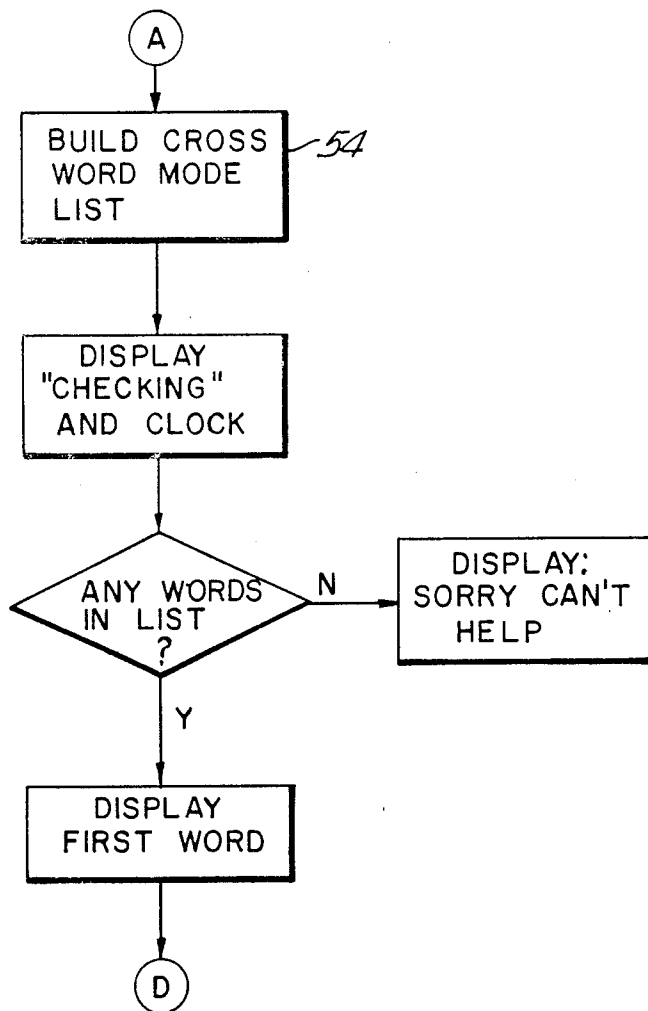 A
BUILD CROSS
WORD MODE
LIST
54
DISPLAY
"CHECKING"
AND CLOCK
ANY WORDS
IN LIST
?
N
DISPLAY:
SORRY CAN'T
HELP
Y
DISPLAY
FIRST WORD
D